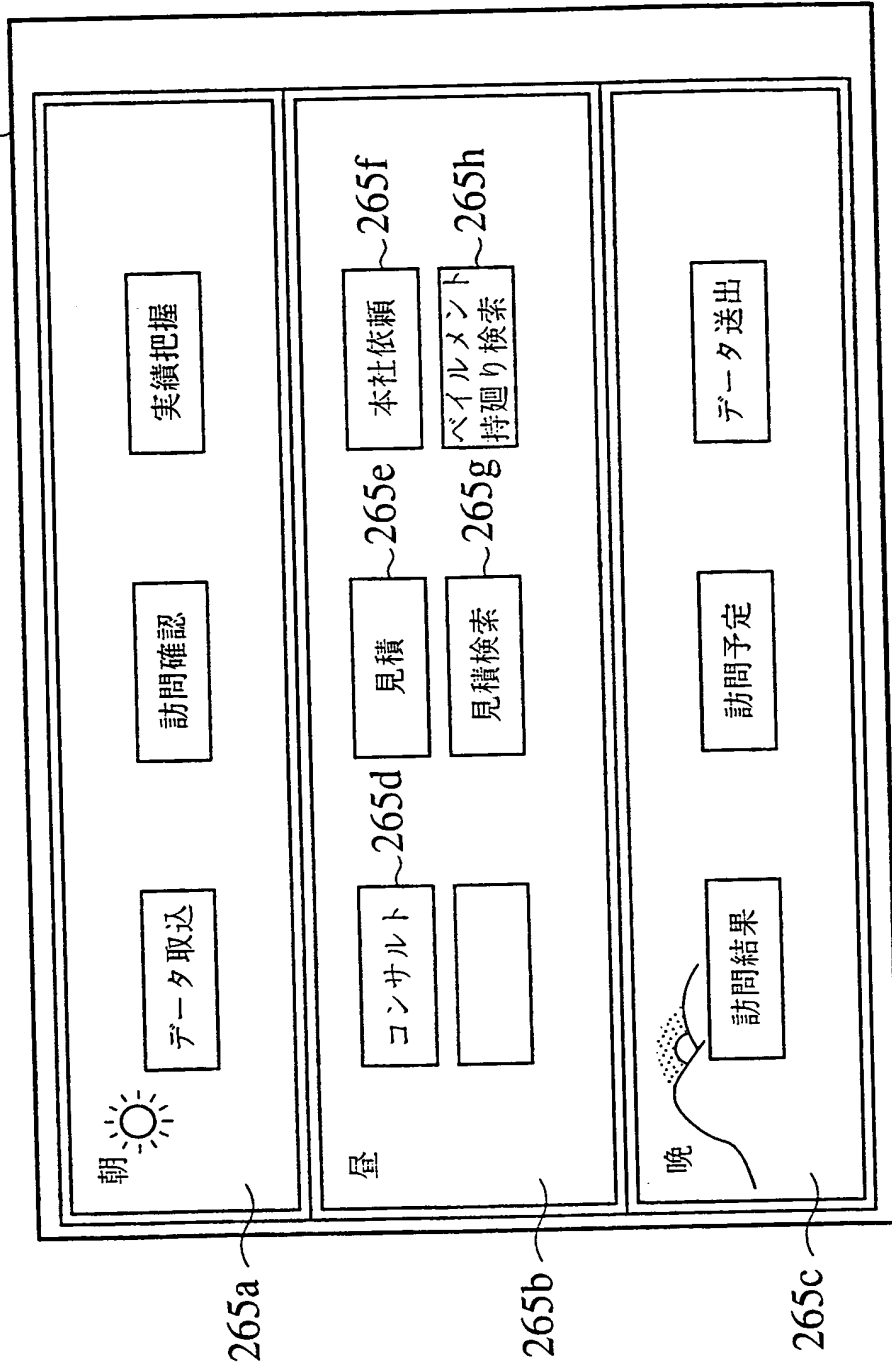 朝
データ取込
訪問確認
実績把握
265a
昼
コンサルト
265d
見積
265e
本社依頼
265f
見積検索
265g
ベイルメント
持廻り検索
265h
265b
晩
訪問結果
訪問予定
データ送出
265c